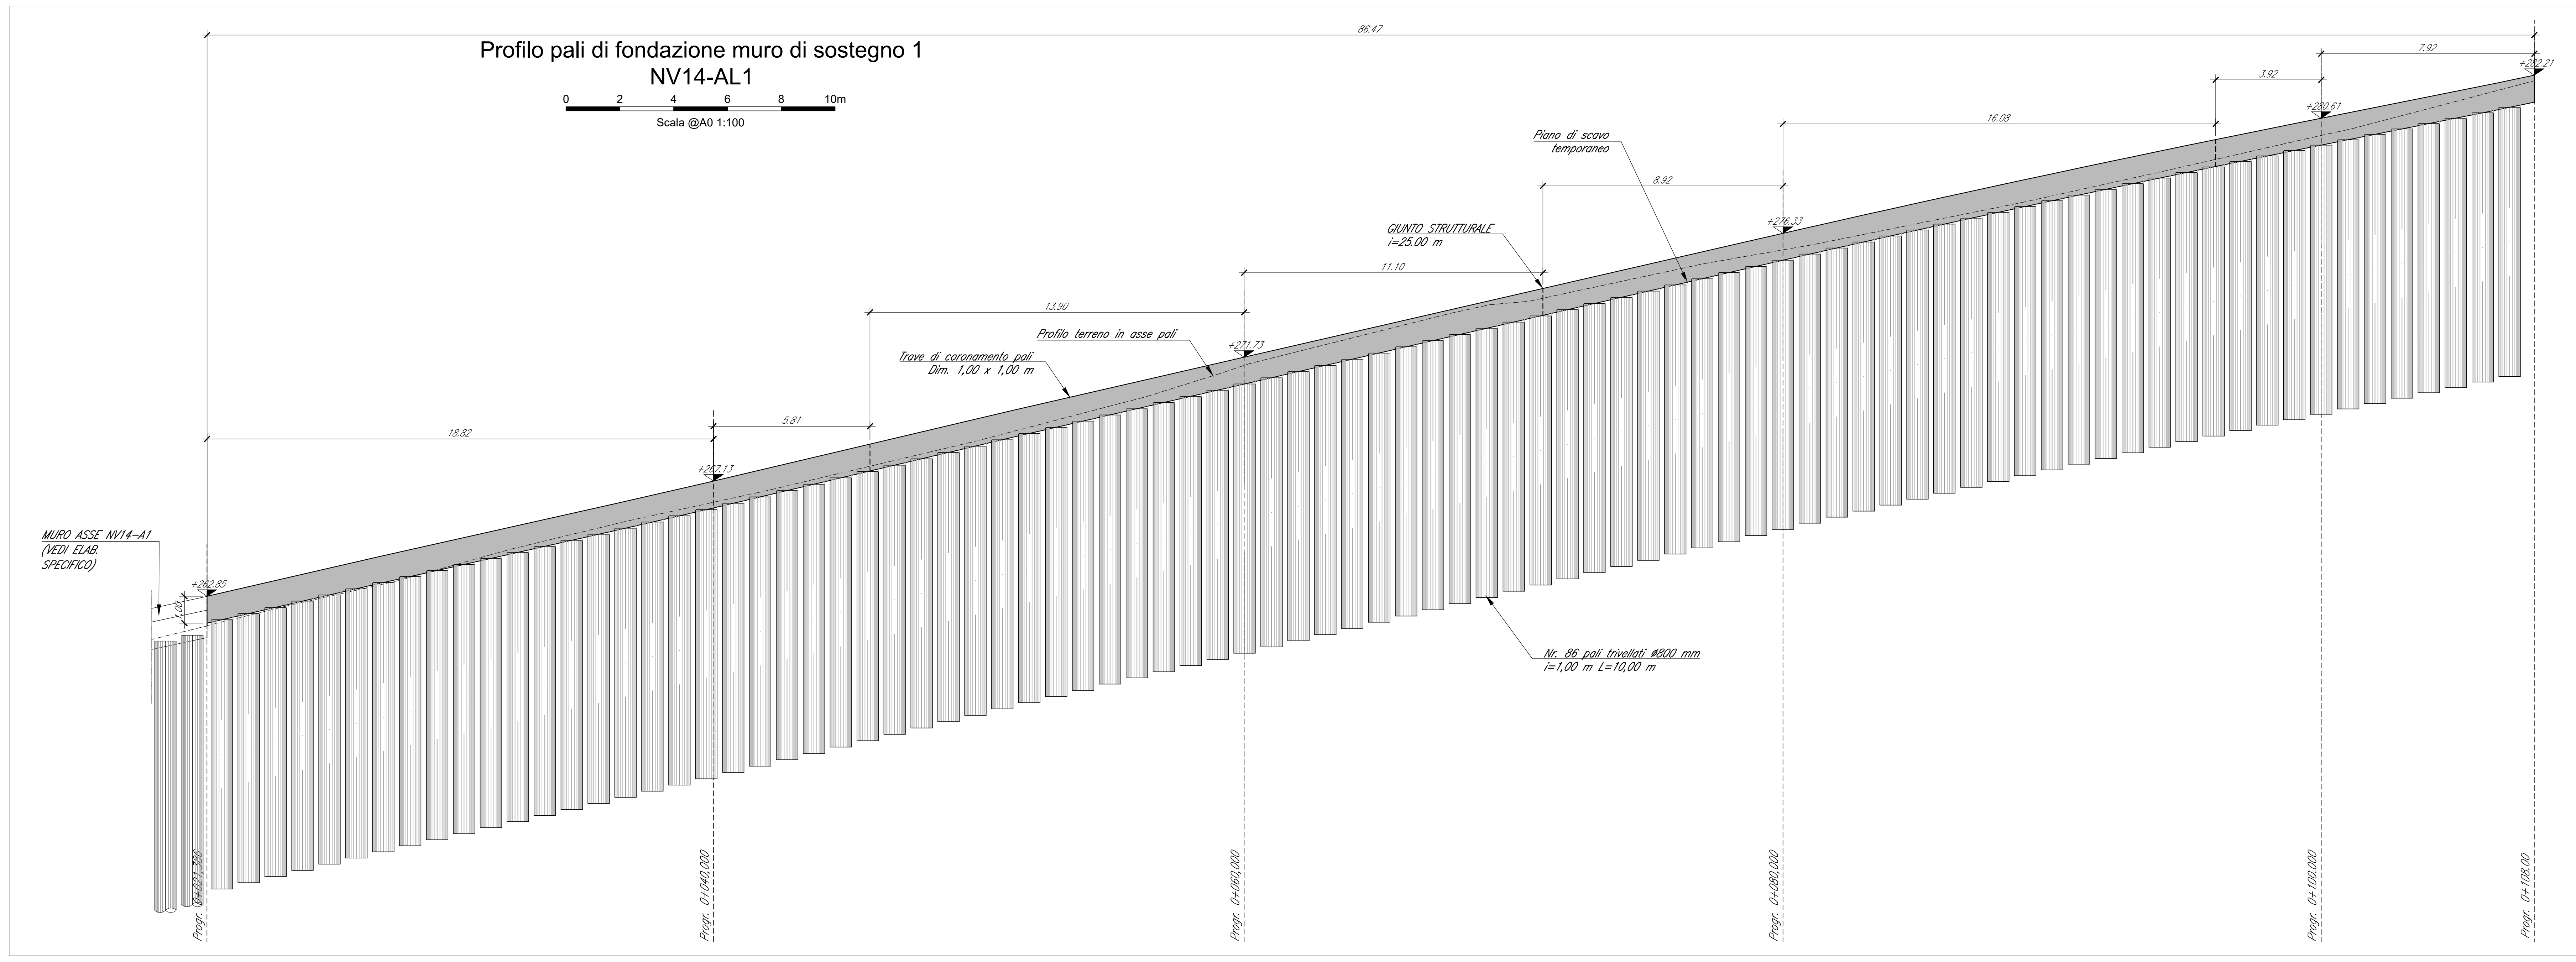 86.47
Profilo pali di fondazione muro di sostegno 1
NV14-AL1
0 2 4 6 8 10m
Scala @A0 1:100
7.92
+282.21
3.92
+280.61
16.08
Piano di scavo
temporaneo
8.92
+276.33
GIUNTO STRUTTURALE
i=25.00 m
11.10
13.90
Profilo terreno in asse pali
+271.73
Trave di coronamento pali
Dim. 1,00 x 1,00 m
5.81
18.82
+267.13
MURO ASSE NV14-A1
(VEDI ELAB.
SPECIFICO)
+262.85
1.00
Nr. 86 pali trivellati Ø800 mm
i=1,00 m L=10,00 m
Progr. 0+021,386
Progr. 0+040,000
Progr. 0+060,000
Progr. 0+080,000
Progr. 0+100.000
Progr. 0+108.00